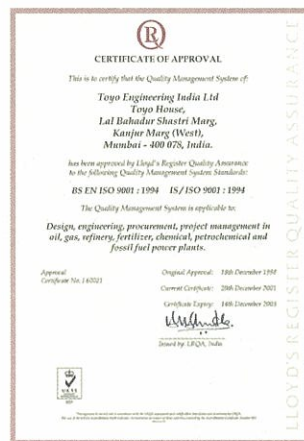 R
CERTIFICATE OF APPROVAL
This is to certify that the Quality Management System of:
Toyo Engineering India Ltd
Toyo House,
Lal Bahadur Shastri Marg,
Kanjur Marg (West),
Mumbai - 400 078, India.
has been approved by Lloyd's Register Quality Assurance
to the following Quality Management System Standards:
BS EN ISO 9001 : 1994 IS / ISO 9001 : 1994
The Quality Management System is applicable to:
Design, engineering, procurement, project management in
oil, gas, refinery, fertilizer, chemical, petrochemical and
fossil fuel power plants.
Approval
Certificate No: 160021
Original Approval: 18th December 1998
Current Certificate: 20th December 2001
Certificate Expiry: 16th December 2003
Issued by: LRQA, India
LLOYD'S REGISTER QUALITY ASSURANCE